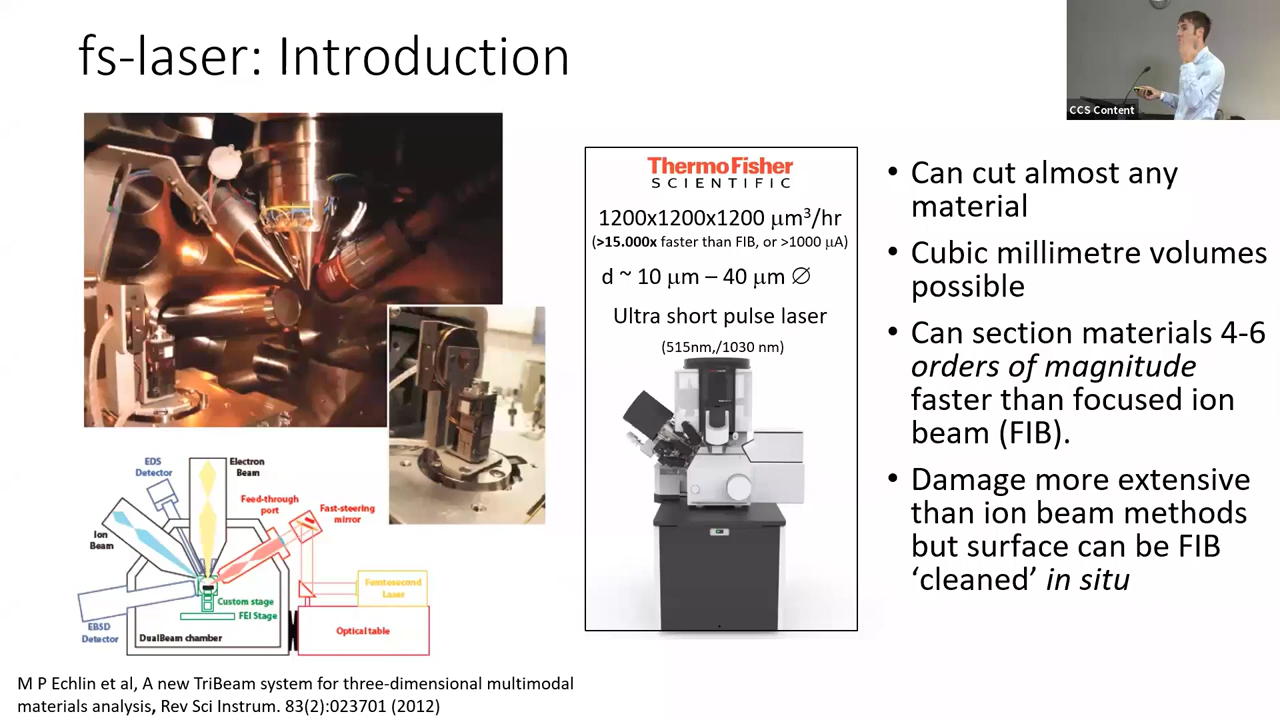 fs-laser: Introduction
CCS Content
ThermoFisher
SCIENTIFIC
1200x1200x1200 µm³/hr
(>15.000x faster than FIB, or >1000 µA)
d ~ 10 µm – 40 µm ∅
Ultra short pulse laser
(515nm,/1030 nm)
• Can cut almost any
material
• Cubic millimetre volumes
possible
• Can section materials 4-6
orders of magnitude
faster than focused ion
beam (FIB).
• Damage more extensive
than ion beam methods
but surface can be FIB
‘cleaned’ in situ
EDS
Detector
Electron
Beam
Feed-through
port
Fast-steering
mirror
Ion
Beam
Femtosecond
Laser
Custom stage
FEI Stage
EBSD
Detector
DualBeam chamber
Optical table
M P Echlin et al, A new TriBeam system for three-dimensional multimodal
materials analysis, Rev Sci Instrum. 83(2):023701 (2012)